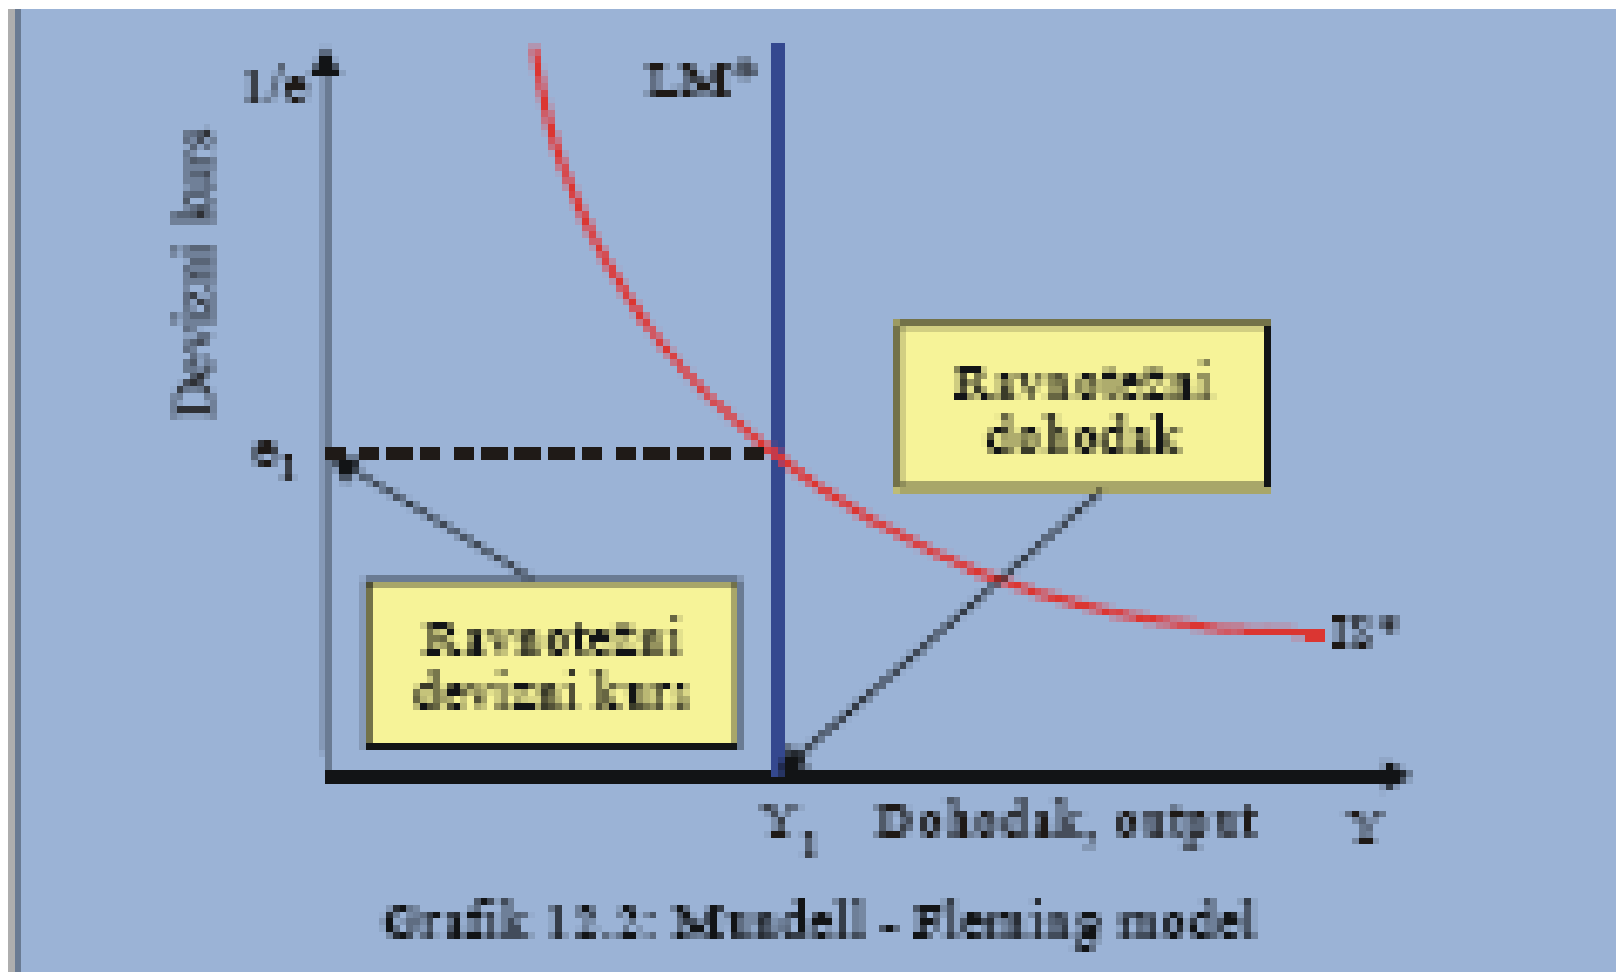 1/e
LM*
Devizni kurs
Ravnotežni
dohodak
e1
Ravnotežni
devizni kurs
IS*
Y1
Dohodak, output
Y
Grafik 12.2: Mundell - Fleming model